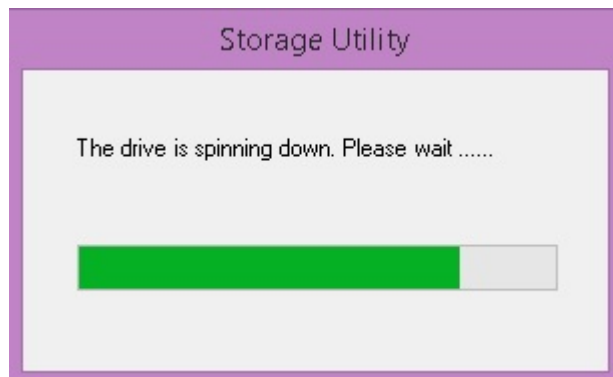 Storage Utility
The drive is spinning down. Please wait ......